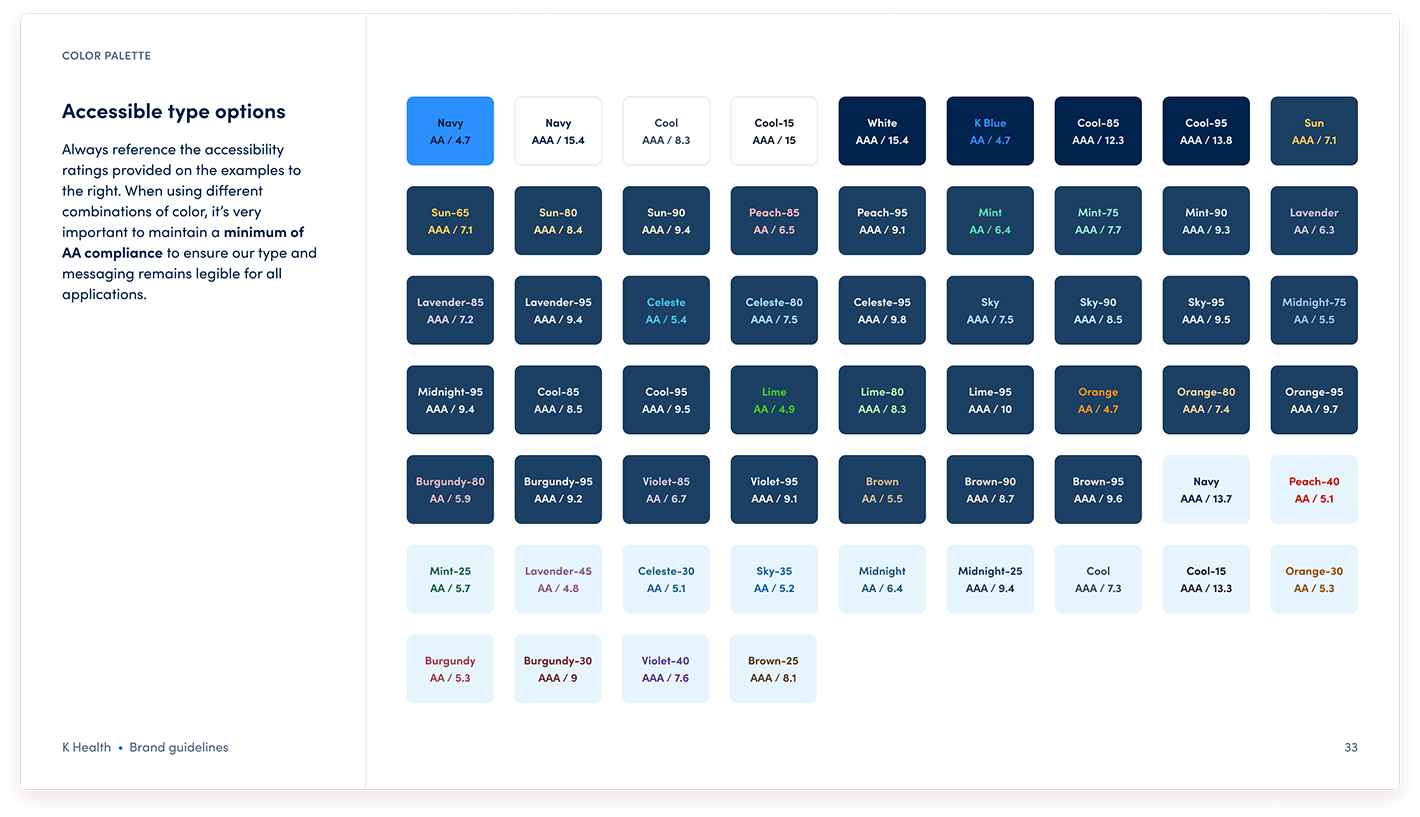 COLOR PALETTE
Accessible type options
Always reference the accessibility
ratings provided on the examples to
the right. When using different
combinations of color, it's very
important to maintain a minimum of
AA compliance to ensure our type and
messaging remains legible for all
applications.
Navy
AA / 4.7
Navy
AAA / 15.4
Cool
AAA / 8.3
Cool-15
AAA / 15
White
AAA / 15.4
K Blue
AA / 4.7
Cool-85
AAA / 12.3
Cool-95
AAA / 13.8
Sun
AAA / 7.1
Sun-65
AAA / 7.1
Sun-80
AAA / 8.4
Sun-90
AAA / 9.4
Peach-85
AA / 6.5
Peach-95
AAA / 9.1
Mint
AA / 6.4
Mint-75
AAA / 7.7
Mint-90
AAA / 9.3
Lavender
AA / 6.3
Lavender-85
AAA / 7.2
Lavender-95
AAA / 9.4
Celeste
AA / 5.4
Celeste-80
AAA / 7.5
Celeste-95
AAA / 9.8
Sky
AAA / 7.5
Sky-90
AAA / 8.5
Sky-95
AAA / 9.5
Midnight-75
AA / 5.5
Midnight-95
AAA / 9.4
Cool-85
AAA / 8.5
Cool-95
AAA / 9.5
Lime
AA / 4.9
Lime-80
AAA / 8.3
Lime-95
AAA / 10
Orange
AA / 4.7
Orange-80
AAA / 7.4
Orange-95
AAA / 9.7
Burgundy-80
AA / 5.9
Burgundy-95
AAA / 9.2
Violet-85
AA / 6.7
Violet-95
AAA / 9.1
Brown
AA / 5.5
Brown-90
AAA / 8.7
Brown-95
AAA / 9.6
Navy
AAA / 13.7
Peach-40
AA / 5.1
Mint-25
AA / 5.7
Lavender-45
AA / 4.8
Celeste-30
AA / 5.1
Sky-35
AA / 5.2
Midnight
AA / 6.4
Midnight-25
AAA / 9.4
Cool
AAA / 7.3
Cool-15
AAA / 13.3
Orange-30
AA / 5.3
Burgundy
AA / 5.3
Burgundy-30
AAA / 9
Violet-40
AAA / 7.6
Brown-25
AAA / 8.1
K Health • Brand guidelines
33